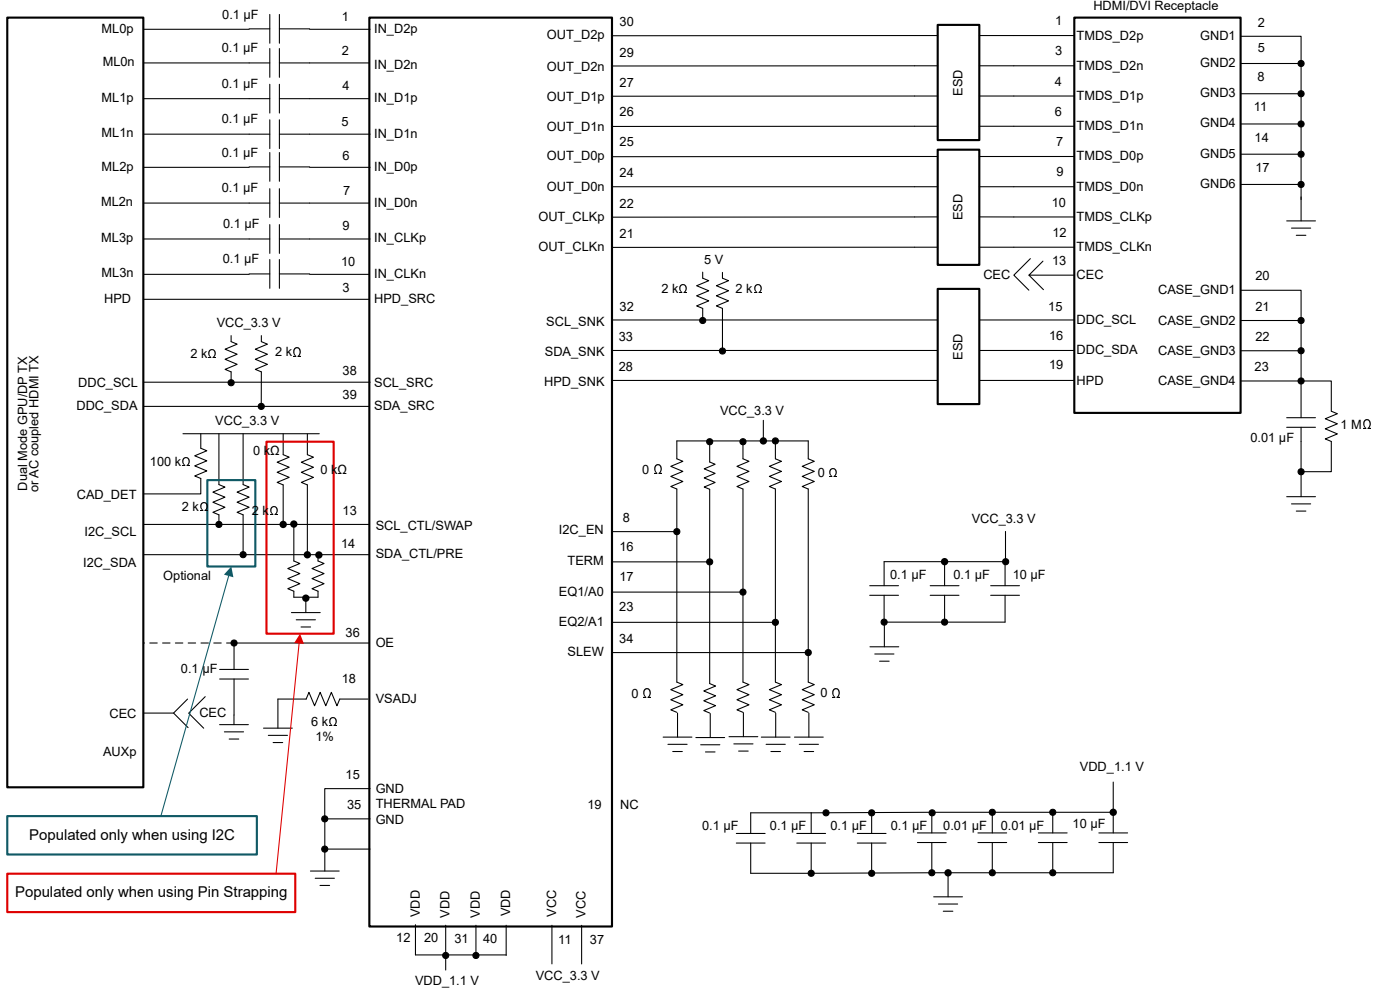 HDMI/DVI Receptacle
Dual Mode GPU/DP TX
or AC coupled HDMI TX
ML0p
0.1 µF
1
IN_D2p
ML0n
0.1 µF
2
IN_D2n
ML1p
0.1 µF
4
IN_D1p
ML1n
0.1 µF
5
IN_D1n
ML2p
0.1 µF
6
IN_D0p
ML2n
0.1 µF
7
IN_D0n
ML3p
0.1 µF
9
IN_CLKp
ML3n
0.1 µF
10
IN_CLKn
HPD
3
HPD_SRC
VCC_3.3 V
2 kΩ
2 kΩ
DDC_SCL
38
SCL_SRC
DDC_SDA
39
SDA_SRC
VCC_3.3 V
100 kΩ
0 kΩ
0 kΩ
CAD_DET
2 kΩ
2 kΩ
I2C_SCL
13
SCL_CTL/SWAP
I2C_SDA
14
SDA_CTL/PRE
Optional
36
OE
0.1 µF
18
VSADJ
6 kΩ
1%
CEC
CEC
AUXp
15
GND
35
THERMAL PAD
GND
Populated only when using I2C
Populated only when using Pin Strapping
VDD
VDD
VDD
VDD
VCC
VCC
12
20
31
40
11
37
VDD_1.1 V
VCC_3.3 V
OUT_D2p
30
OUT_D2n
29
OUT_D1p
27
OUT_D1n
26
OUT_D0p
25
OUT_D0n
24
OUT_CLKp
22
OUT_CLKn
21
5 V
2 kΩ
2 kΩ
SCL_SNK
32
SDA_SNK
33
HPD_SNK
28
ESD
ESD
ESD
1
TMDS_D2p
3
TMDS_D2n
4
TMDS_D1p
6
TMDS_D1n
7
TMDS_D0p
9
TMDS_D0n
10
TMDS_CLKp
12
TMDS_CLKn
CEC
13
CEC
15
DDC_SCL
16
DDC_SDA
19
HPD
GND1
2
GND2
5
GND3
8
GND4
11
GND5
14
GND6
17
CASE_GND1
20
CASE_GND2
21
CASE_GND3
22
CASE_GND4
23
0.01 µF
1 MΩ
VCC_3.3 V
0 Ω
0 Ω
I2C_EN
8
TERM
16
EQ1/A0
17
EQ2/A1
23
SLEW
34
0 Ω
0 Ω
VCC_3.3 V
0.1 µF
0.1 µF
10 µF
19
NC
VDD_1.1 V
0.1 µF
0.1 µF
0.1 µF
0.1 µF
0.01 µF
0.01 µF
10 µF